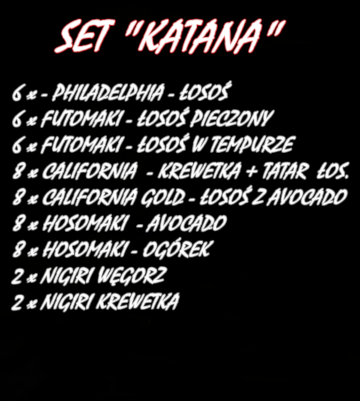 SET "KATANA"
6 x - PHILADELPHIA - ŁOSOŚ
6 x FUTOMAKI - ŁOSOŚ PIECZONY
6 x FUTOMAKI - ŁOSOŚ W TEMPURZE
8 x CALIFORNIA - KREWETKA + TATAR ŁOS.
8 x CALIFORNIA GOLD - ŁOSOŚ Z AVOCADO
8 x HOSOMAKI - AVOCADO
8 x HOSOMAKI - OGÓREK
2 x NIGIRI WĘGORZ
2 x NIGIRI KREWETKA